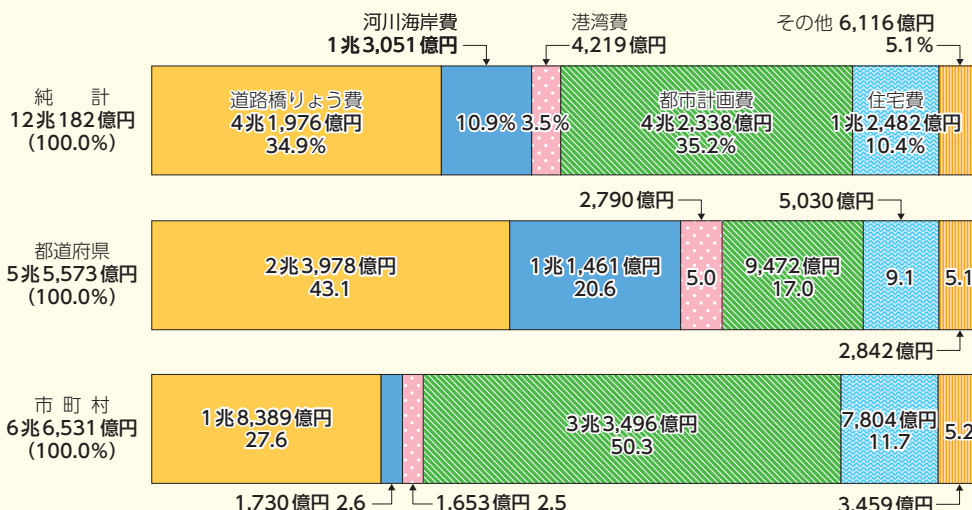 河川海岸費
1兆3,051億円
港湾費
4,219億円
その他 6,116億円
5.1%
純計
12兆182億円
(100.0%)
道路橋りょう費
4兆1,976億円
34.9%
10.9%
3.5%
都市計画費
4兆2,338億円
35.2%
住宅費
1兆2,482億円
10.4%
2,790億円
5,030億円
都道府県
5兆5,573億円
(100.0%)
2兆3,978億円
43.1
1兆1,461億円
20.6
5.0
9,472億円
17.0
9.1
5.1
2,842億円
市町村
6兆6,531億円
(100.0%)
1兆8,389億円
27.6
3兆3,496億円
50.3
7,804億円
11.7
5.2
1,730億円 2.6
1,653億円 2.5
3,459億円